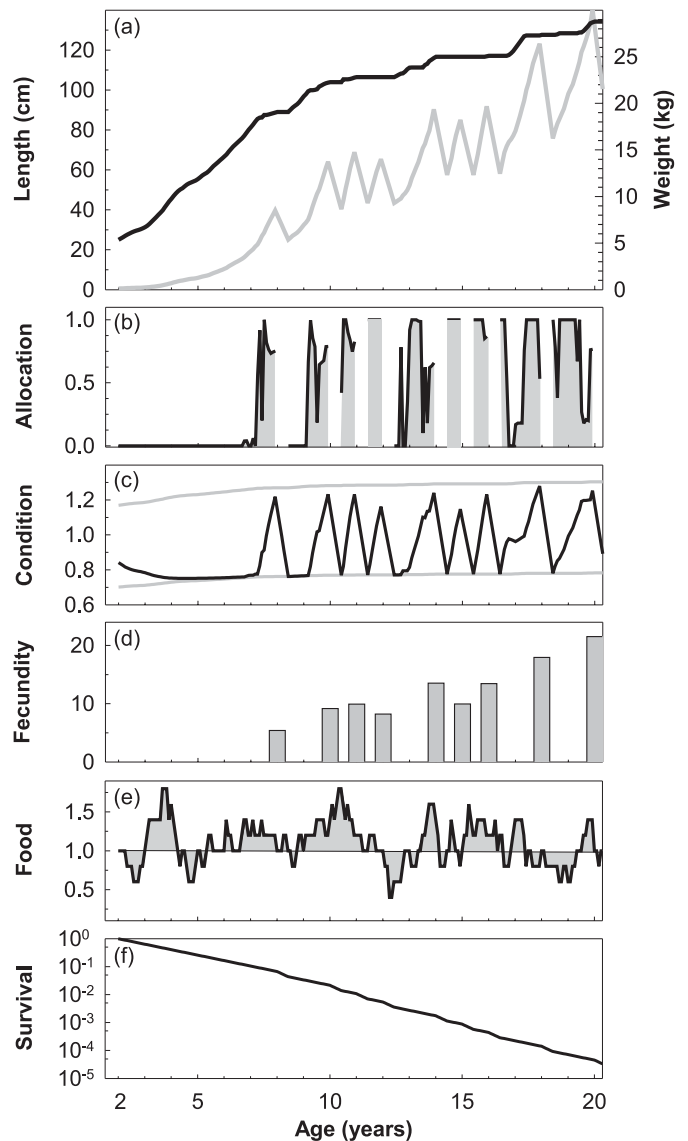 (a)
Length (cm)
120
100
80
60
40
20
0
25
20
15
10
5
0
Weight (kg)
(b)
Allocation
1.0
0.5
0.0
(c)
Condition
1.2
1.0
0.8
0.6
(d)
Fecundity
20
10
0
(e)
Food
1.5
1.0
0.5
(f)
Survival
10⁰
10⁻¹
10⁻²
10⁻³
10⁻⁴
10⁻⁵
2 5 10 15 20
Age (years)